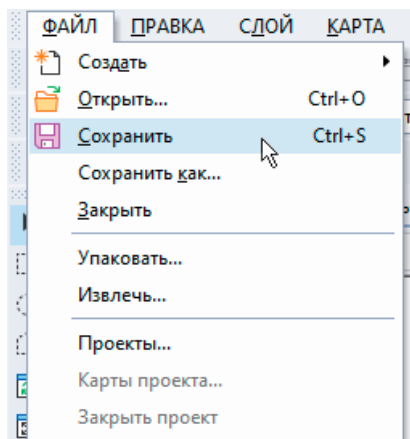 ФАЙЛ ПРАВКА СЛОЙ КАРТА
Создать
Открыть... Ctrl+O
Сохранить Ctrl+S
Сохранить как...
Закрыть
Упаковать...
Извлечь...
Проекты...
Карты проекта...
Закрыть проект